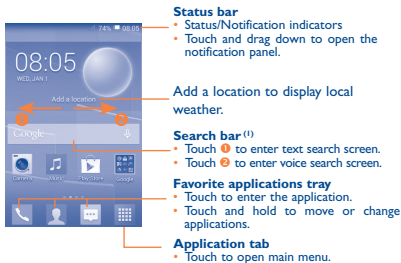 74% 08:05
08:05
WED, JAN 1
Add a location
1 2
Google
Camera Music Play Store Google
Status bar
• Status/Notification indicators
• Touch and drag down to open the
notification panel.
Add a location to display local
weather.
Search bar (1)
• Touch 1 to enter text search screen.
• Touch 2 to enter voice search screen.
Favorite applications tray
• Touch to enter the application.
• Touch and hold to move or change
applications.
Application tab
• Touch to open main menu.